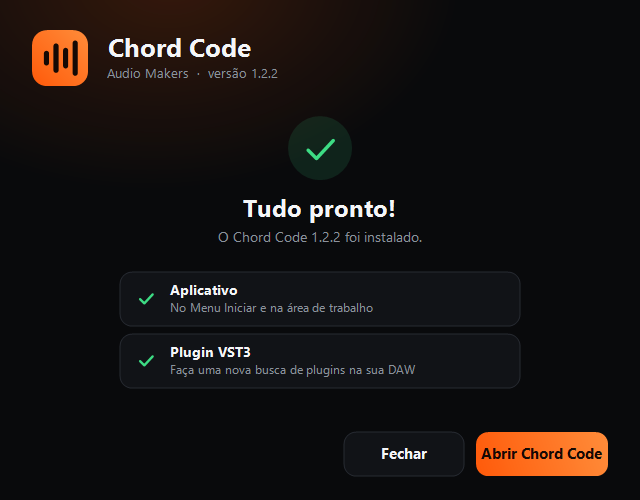 Chord Code
Audio Makers · versão 1.2.2
Tudo pronto!
O Chord Code 1.2.2 foi instalado.
Aplicativo
No Menu Iniciar e na área de trabalho
Plugin VST3
Faça uma nova busca de plugins na sua DAW
Fechar
Abrir Chord Code